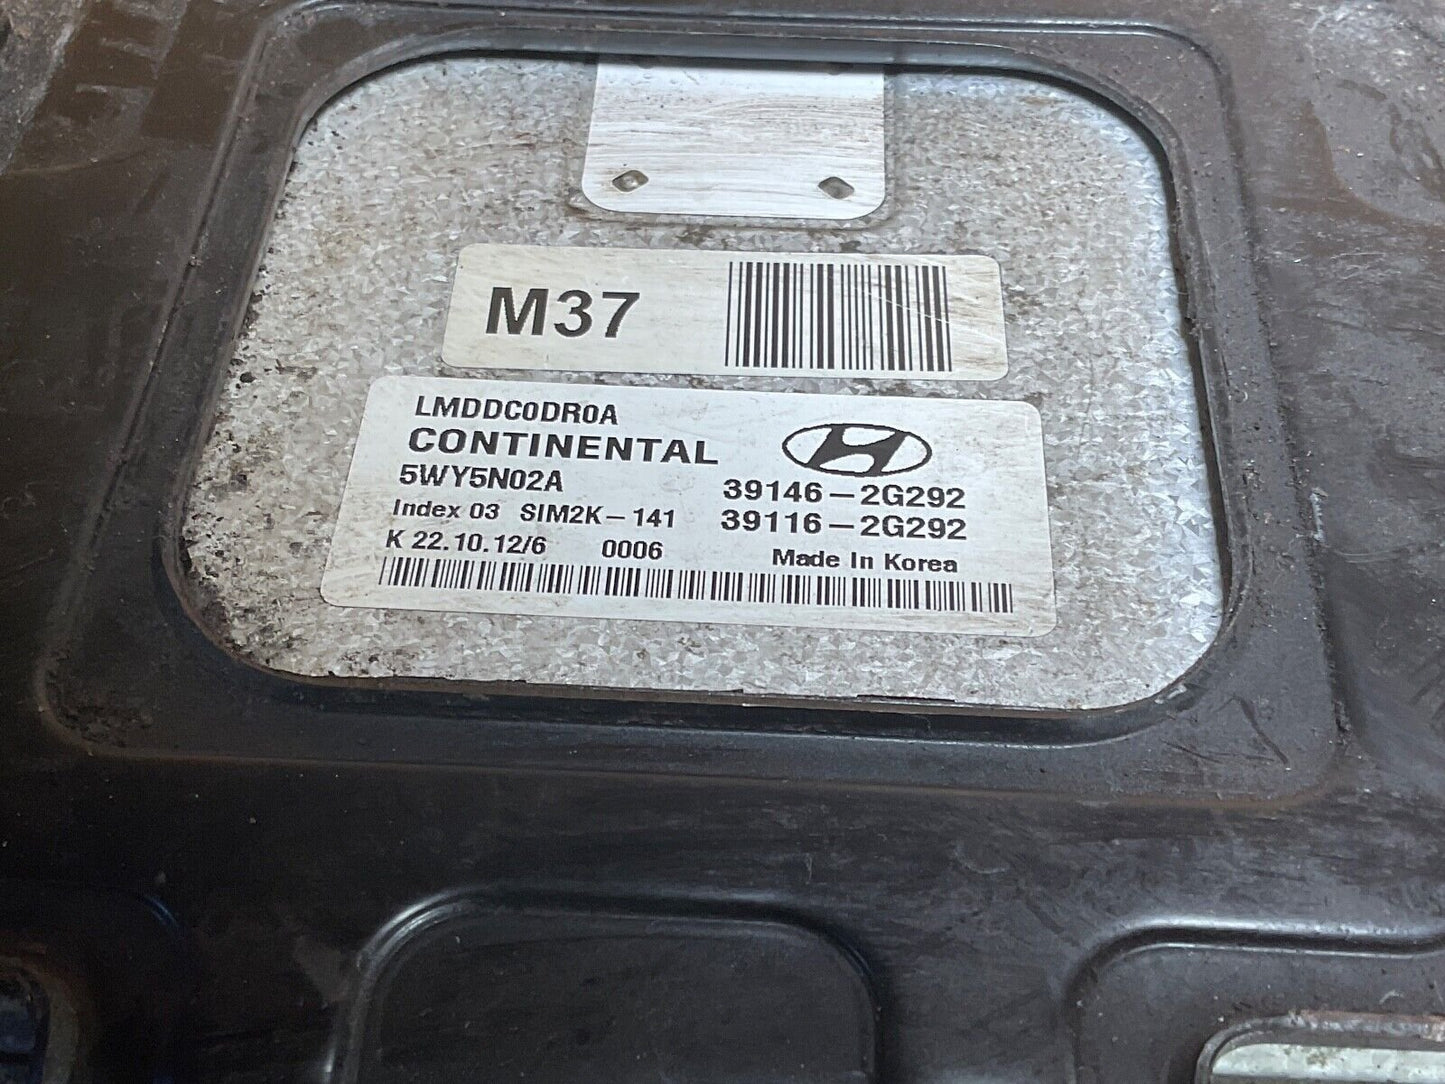 M37
LMDDC0DR0A
CONTINENTAL
5WY5N02A 39146-2G292
Index 03 SIM2K-141 39116-2G292
K 22.10.12/6 0006 Made In Korea